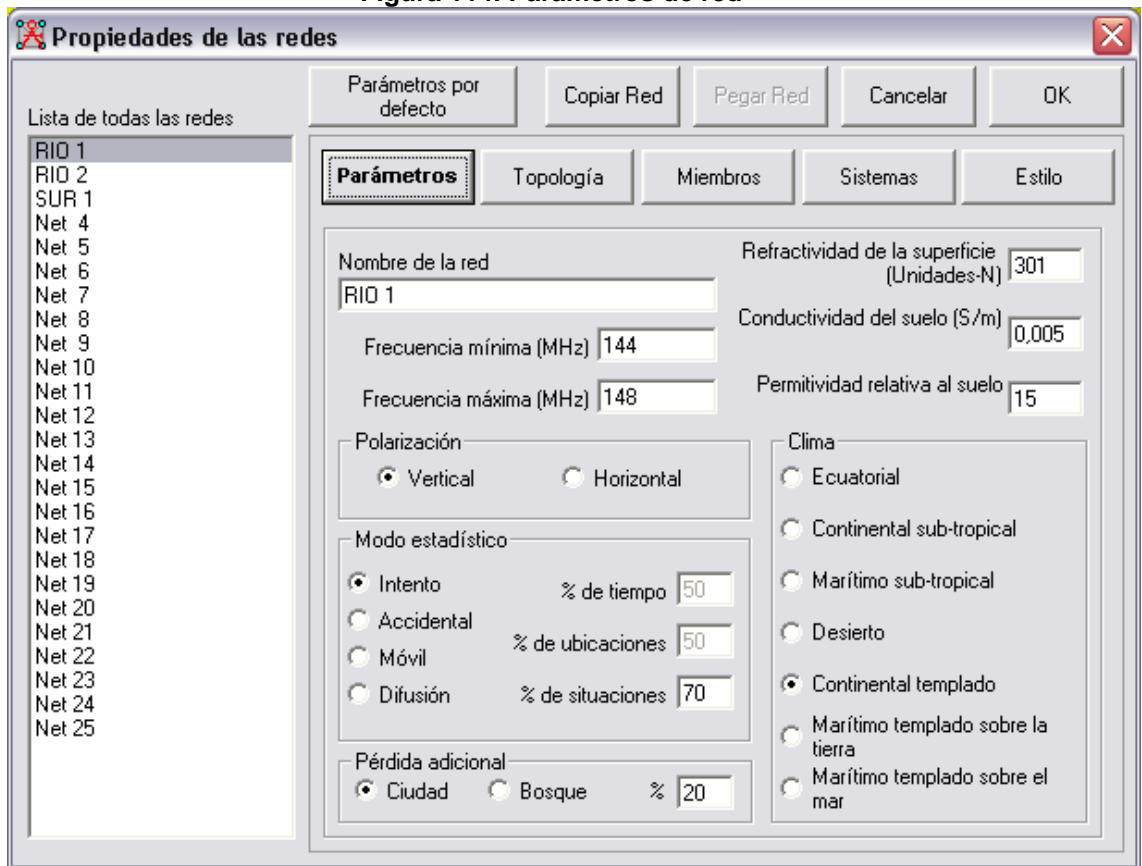 Propiedades de las redes
Lista de todas las redes
RIO 1
RIO 2
SUR 1
Net 4
Net 5
Net 6
Net 7
Net 8
Net 9
Net 10
Net 11
Net 12
Net 13
Net 14
Net 15
Net 16
Net 17
Net 18
Net 19
Net 20
Net 21
Net 22
Net 23
Net 24
Net 25
Parámetros por
defecto
Copiar Red
Pegar Red
Cancelar
OK
Parámetros
Topología
Miembros
Sistemas
Estilo
Nombre de la red
RIO 1
Frecuencia mínima (MHz) 144
Frecuencia máxima (MHz) 148
Refractividad de la superficie
(Unidades-N) 301
Conductividad del suelo (S/m) 0,005
Permitividad relativa al suelo 15
Polarización
Vertical
Horizontal
Modo estadístico
Intento
Accidental
Móvil
Difusión
% de tiempo 50
% de ubicaciones 50
% de situaciones 70
Pérdida adicional
Ciudad
Bosque
% 20
Clima
Ecuatorial
Continental sub-tropical
Marítimo sub-tropical
Desierto
Continental templado
Marítimo templado sobre la
tierra
Marítimo templado sobre el
mar